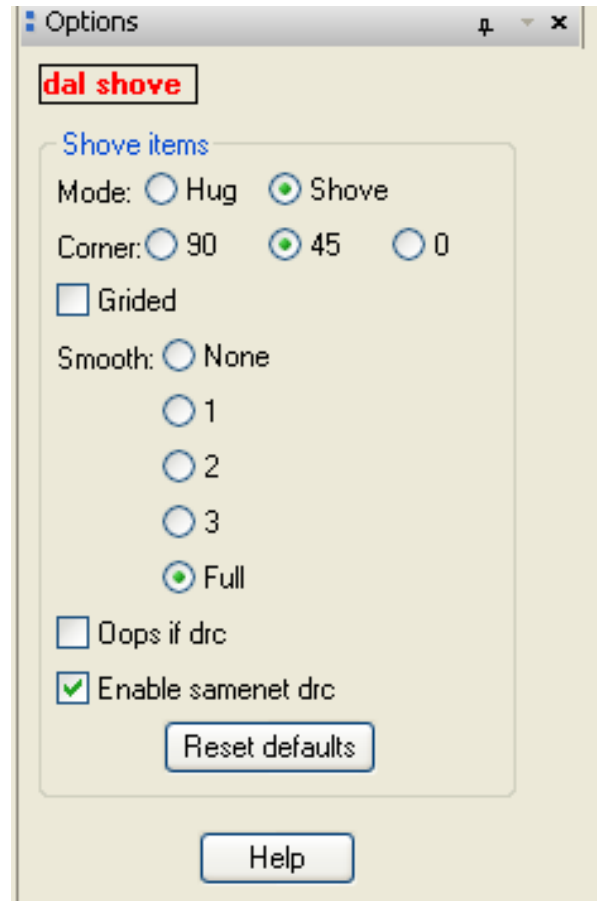 Options
dal shove
Shove items
Mode: Hug Shove
Corner: 90 45 0
Grided
Smooth: None
1
2
3
Full
Oops if drc
Enable samenet drc
Reset defaults
Help